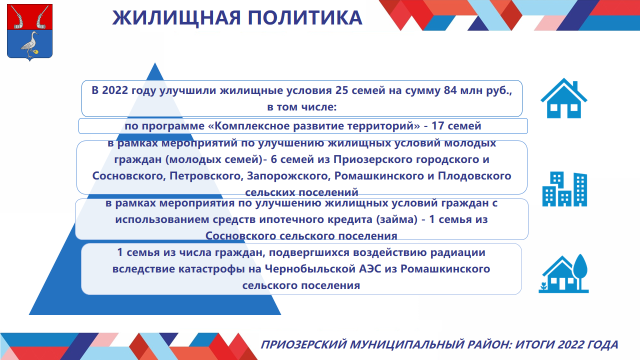 ЖИЛИЩНАЯ ПОЛИТИКА
В 2022 году улучшили жилищные условия 25 семей на сумму 84 млн руб.,
в том числе:
по программе «Комплексное развитие территорий» - 17 семей
в рамках мероприятий по улучшению жилищных условий молодых
граждан (молодых семей)- 6 семей из Приозерского городского и
Сосновского, Петровского, Запорожского, Ромашкинского и Плодовского
сельских поселений
в рамках мероприятия по улучшению жилищных условий граждан с
использованием средств ипотечного кредита (займа) - 1 семья из
Сосновского сельского поселения
1 семья из числа граждан, подвергшихся воздействию радиации
вследствие катастрофы на Чернобыльской АЭС из Ромашкинского
сельского поселения
ПРИОЗЕРСКИЙ МУНИЦИПАЛЬНЫЙ РАЙОН: ИТОГИ 2022 ГОДА